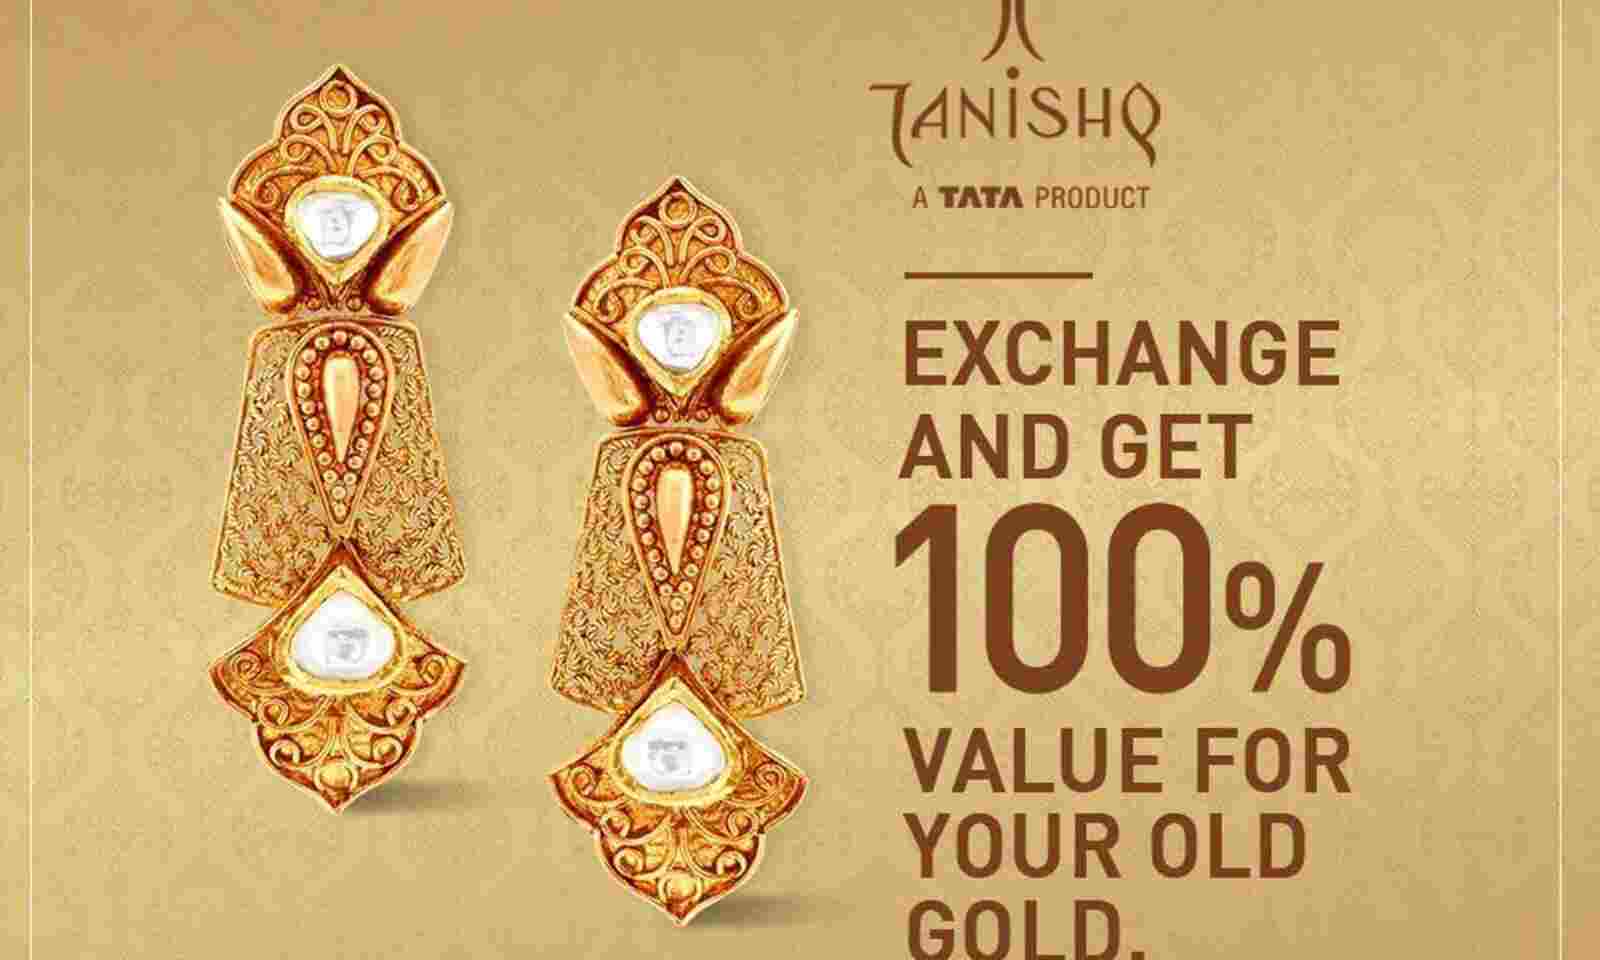 TANiSHQ
A TATA PRODUCT
EXCHANGE
AND GET
100%
VALUE FOR
YOUR OLD
GOLD.